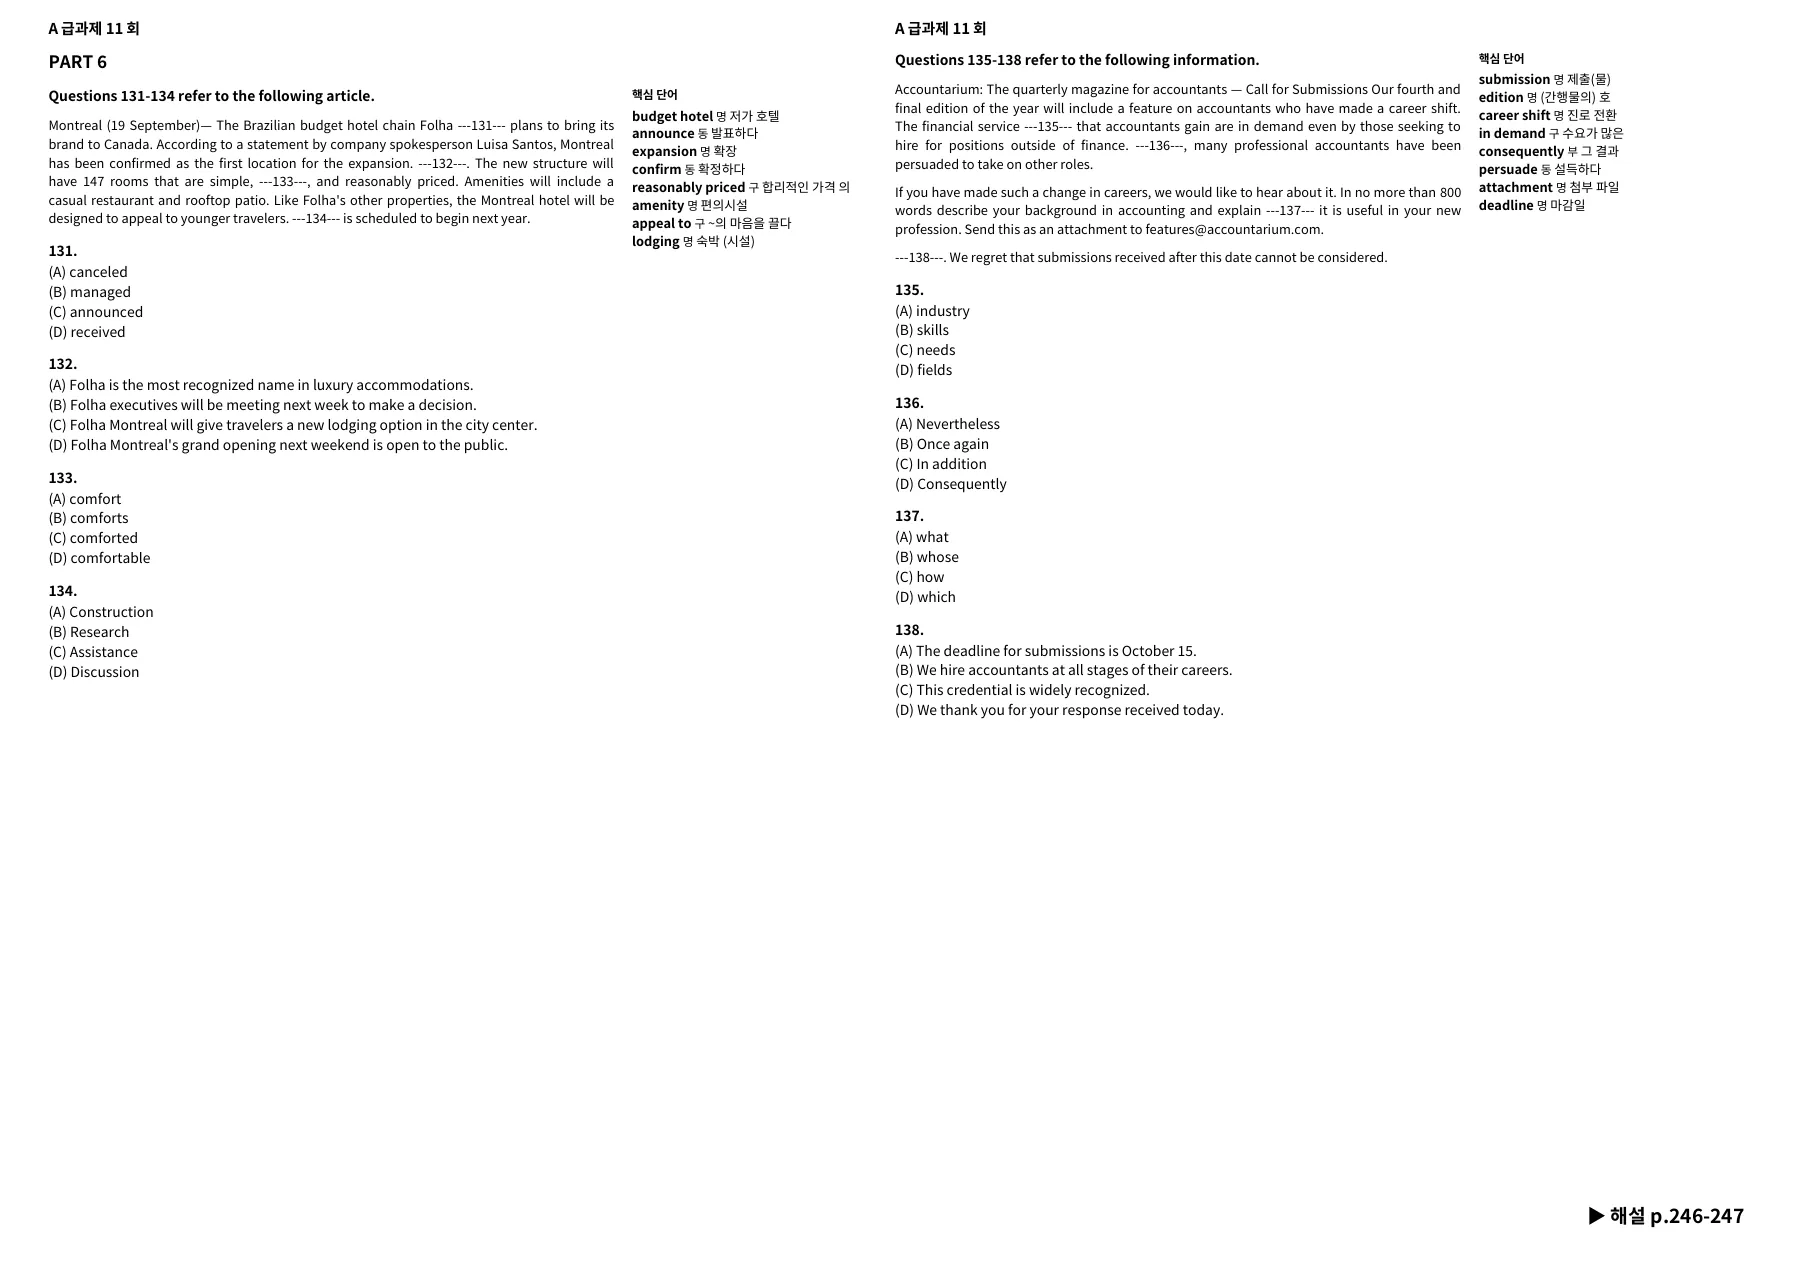 A 급과제 11 회
PART 6
Questions 131-134 refer to the following article.
Montreal (19 September)— The Brazilian budget hotel chain Folha ---131--- plans to bring its
brand to Canada. According to a statement by company spokesperson Luisa Santos, Montreal
has been confirmed as the first location for the expansion. ---132---. The new structure will
have 147 rooms that are simple, ---133---, and reasonably priced. Amenities will include a
casual restaurant and rooftop patio. Like Folha's other properties, the Montreal hotel will be
designed to appeal to younger travelers. ---134--- is scheduled to begin next year.
핵심 단어
budget hotel 명 저가 호텔
announce 동 발표하다
expansion 명 확장
confirm 동 확정하다
reasonably priced 구 합리적인 가격 의
amenity 명 편의시설
appeal to 구 ~의 마음을 끌다
lodging 명 숙박 (시설)
131.
(A) canceled
(B) managed
(C) announced
(D) received
132.
(A) Folha is the most recognized name in luxury accommodations.
(B) Folha executives will be meeting next week to make a decision.
(C) Folha Montreal will give travelers a new lodging option in the city center.
(D) Folha Montreal's grand opening next weekend is open to the public.
133.
(A) comfort
(B) comforts
(C) comforted
(D) comfortable
134.
(A) Construction
(B) Research
(C) Assistance
(D) Discussion
A 급과제 11 회
Questions 135-138 refer to the following information.
Accountarium: The quarterly magazine for accountants — Call for Submissions Our fourth and
final edition of the year will include a feature on accountants who have made a career shift.
The financial service ---135--- that accountants gain are in demand even by those seeking to
hire for positions outside of finance. ---136---, many professional accountants have been
persuaded to take on other roles.
If you have made such a change in careers, we would like to hear about it. In no more than 800
words describe your background in accounting and explain ---137--- it is useful in your new
profession. Send this as an attachment to features@accountarium.com.
---138---. We regret that submissions received after this date cannot be considered.
핵심 단어
submission 명 제출(물)
edition 명 (간행물의) 호
career shift 명 진로 전환
in demand 구 수요가 많은
consequently 부 그 결과
persuade 동 설득하다
attachment 명 첨부 파일
deadline 명 마감일
135.
(A) industry
(B) skills
(C) needs
(D) fields
136.
(A) Nevertheless
(B) Once again
(C) In addition
(D) Consequently
137.
(A) what
(B) whose
(C) how
(D) which
138.
(A) The deadline for submissions is October 15.
(B) We hire accountants at all stages of their careers.
(C) This credential is widely recognized.
(D) We thank you for your response received today.
▶ 해설 p.246-247